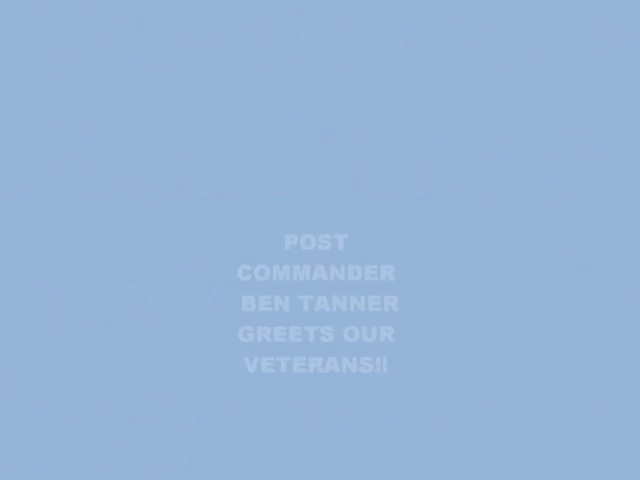 POST
COMMANDER
BEN TANNER
GREETS OUR
VETERANS!!